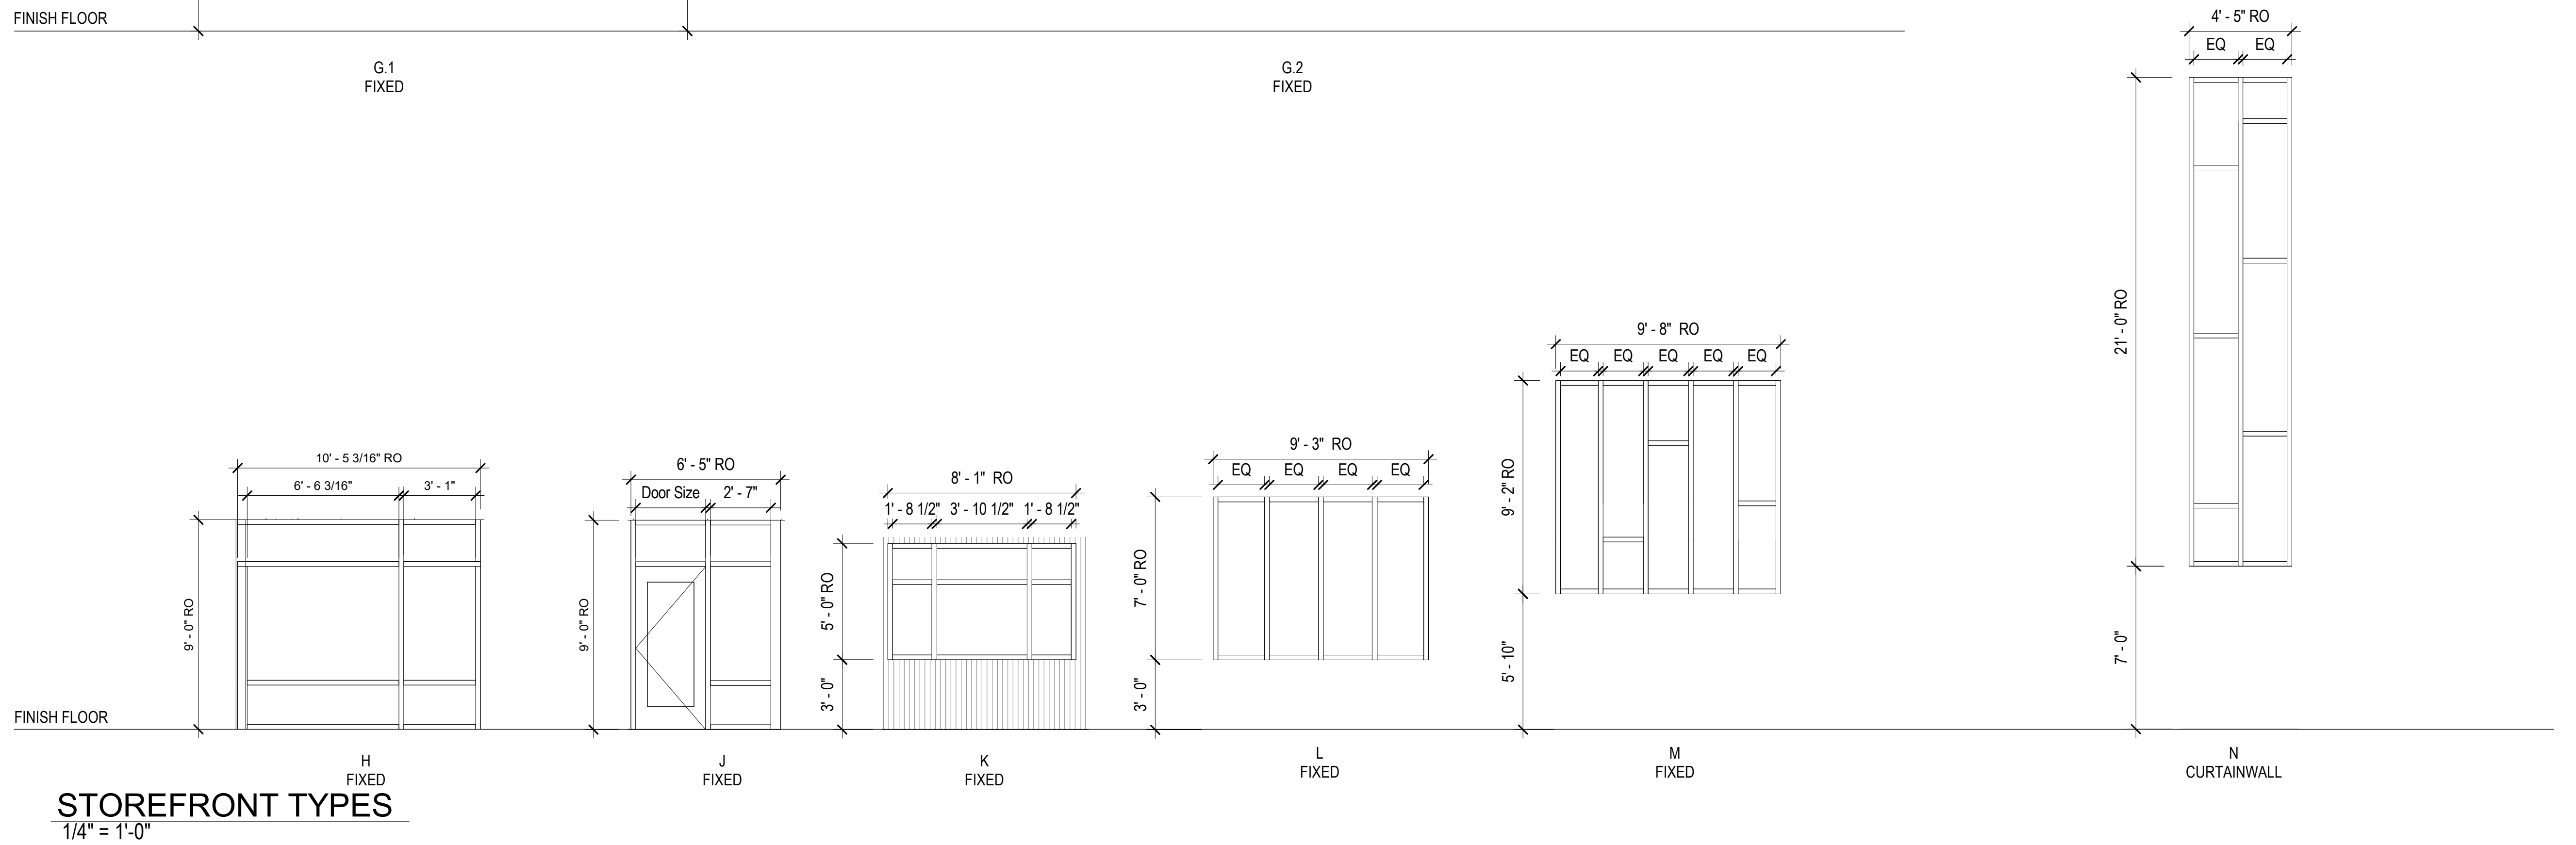 FINISH FLOOR
G.1
FIXED
G.2
FIXED
4' - 5" RO
EQ EQ
21' - 0" RO
7' - 0"
10' - 5 3/16" RO
6' - 6 3/16" 3' - 1"
9' - 0" RO
6' - 5" RO
Door Size 2' - 7"
9' - 0" RO
8' - 1" RO
1' - 8 1/2" 3' - 10 1/2" 1' - 8 1/2"
5' - 0" RO
3' - 0"
9' - 3" RO
EQ EQ EQ EQ
7' - 0" RO
3' - 0"
9' - 8" RO
EQ EQ EQ EQ EQ
9' - 2" RO
5' - 10"
FINISH FLOOR
H
FIXED
J
FIXED
K
FIXED
L
FIXED
M
FIXED
N
CURTAINWALL
STOREFRONT TYPES
1/4" = 1'-0"